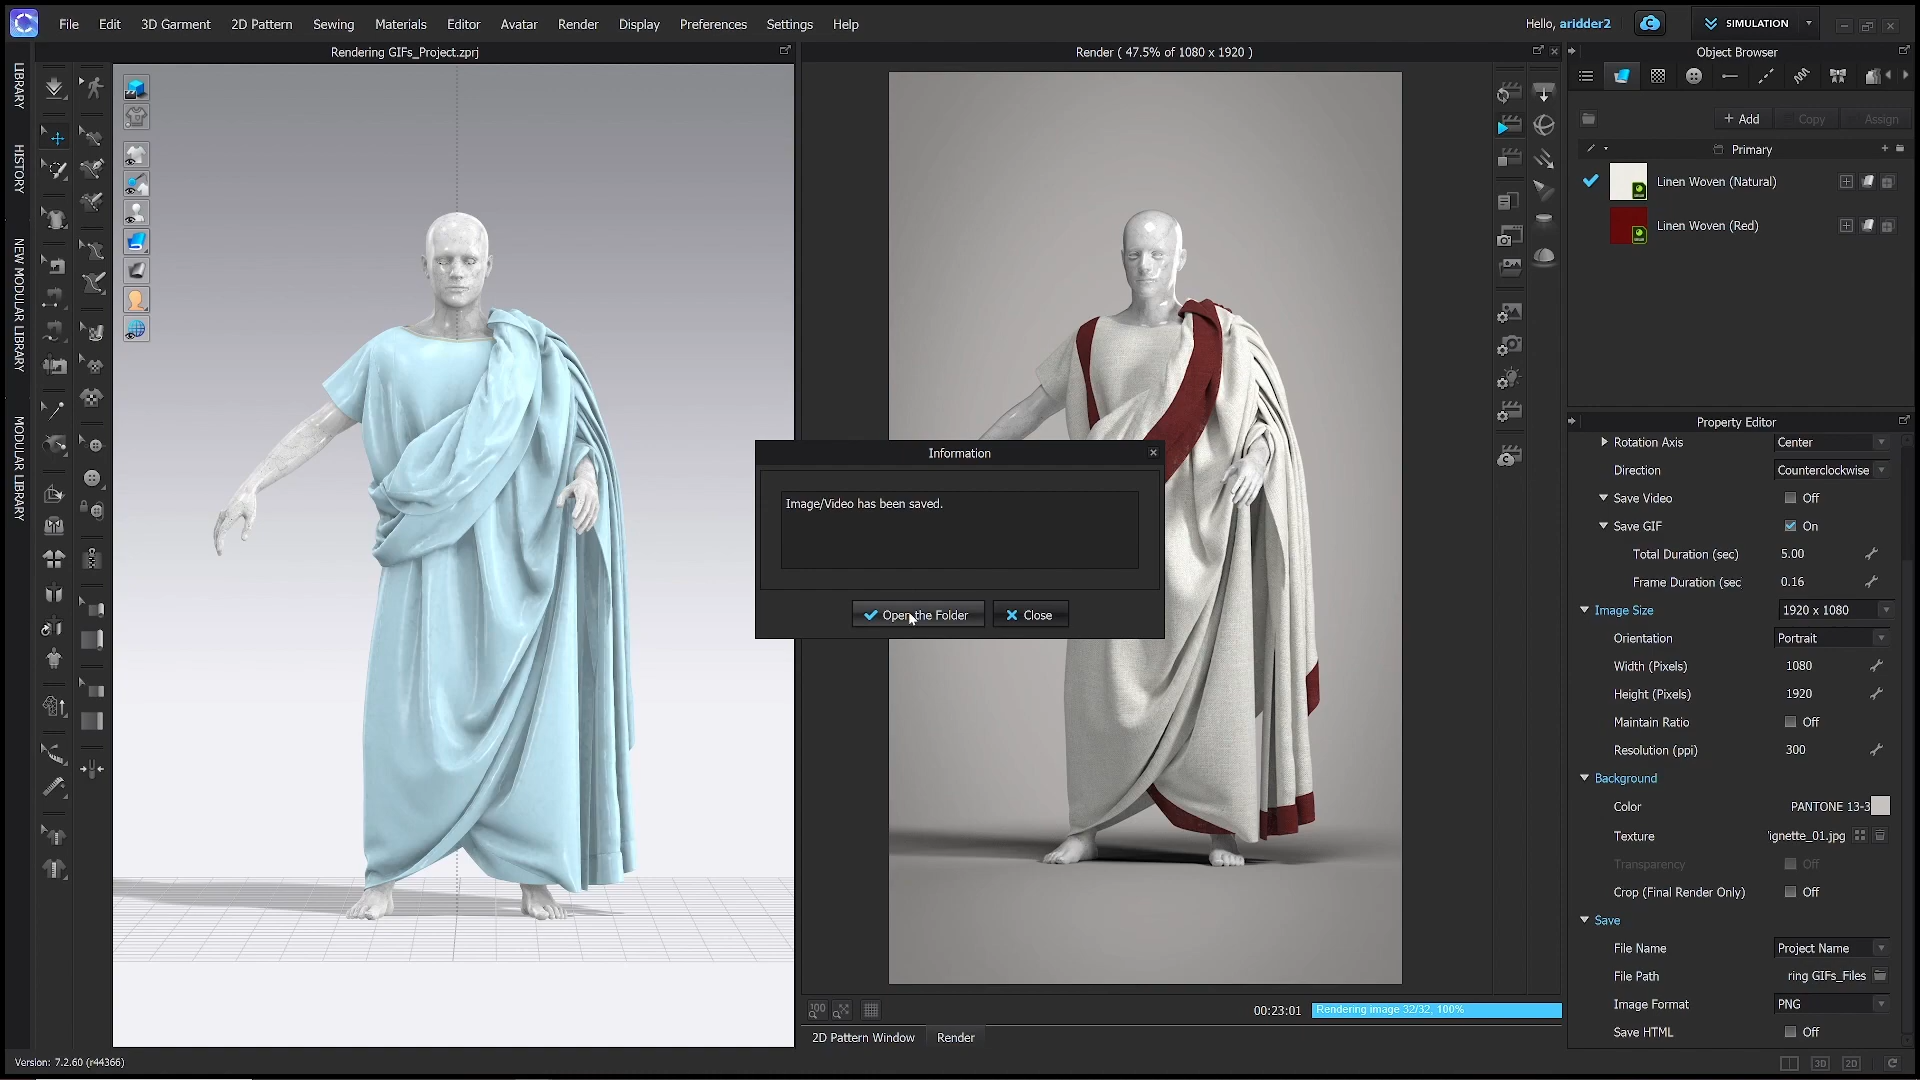 File Edit 3D Garment 2D Pattern Sewing Materials Editor Avatar Render Display Preferences Settings Help
Hello, aridder2
SIMULATION
Rendering GIFs_Project.zprj
Render ( 47.5% of 1080 x 1920 )
Object Browser
LIBRARY
HISTORY
NEW MODULAR LIBRARY
MODULAR LIBRARY
+ Add Copy Assign
Primary
Linen Woven (Natural)
Linen Woven (Red)
Property Editor
Rotation Axis Center
Direction Counterclockwise
Save Video Off
Save GIF On
Total Duration (sec) 5.00
Frame Duration (sec 0.16
Image Size 1920 x 1080
Orientation Portrait
Width (Pixels) 1080
Height (Pixels) 1920
Maintain Ratio Off
Resolution (ppi) 300
Background
Color PANTONE 13-3
Texture 'ignette_01.jpg
Transparency Off
Crop (Final Render Only) Off
Save
File Name Project Name
File Path ring GIFs_Files
Image Format PNG
Save HTML Off
Information
Image/Video has been saved.
Open the Folder
Close
100
00:23:01
Rendering image 32/32, 100%
2D Pattern Window Render
Version: 7.2.60 (r44366)
3D 2D